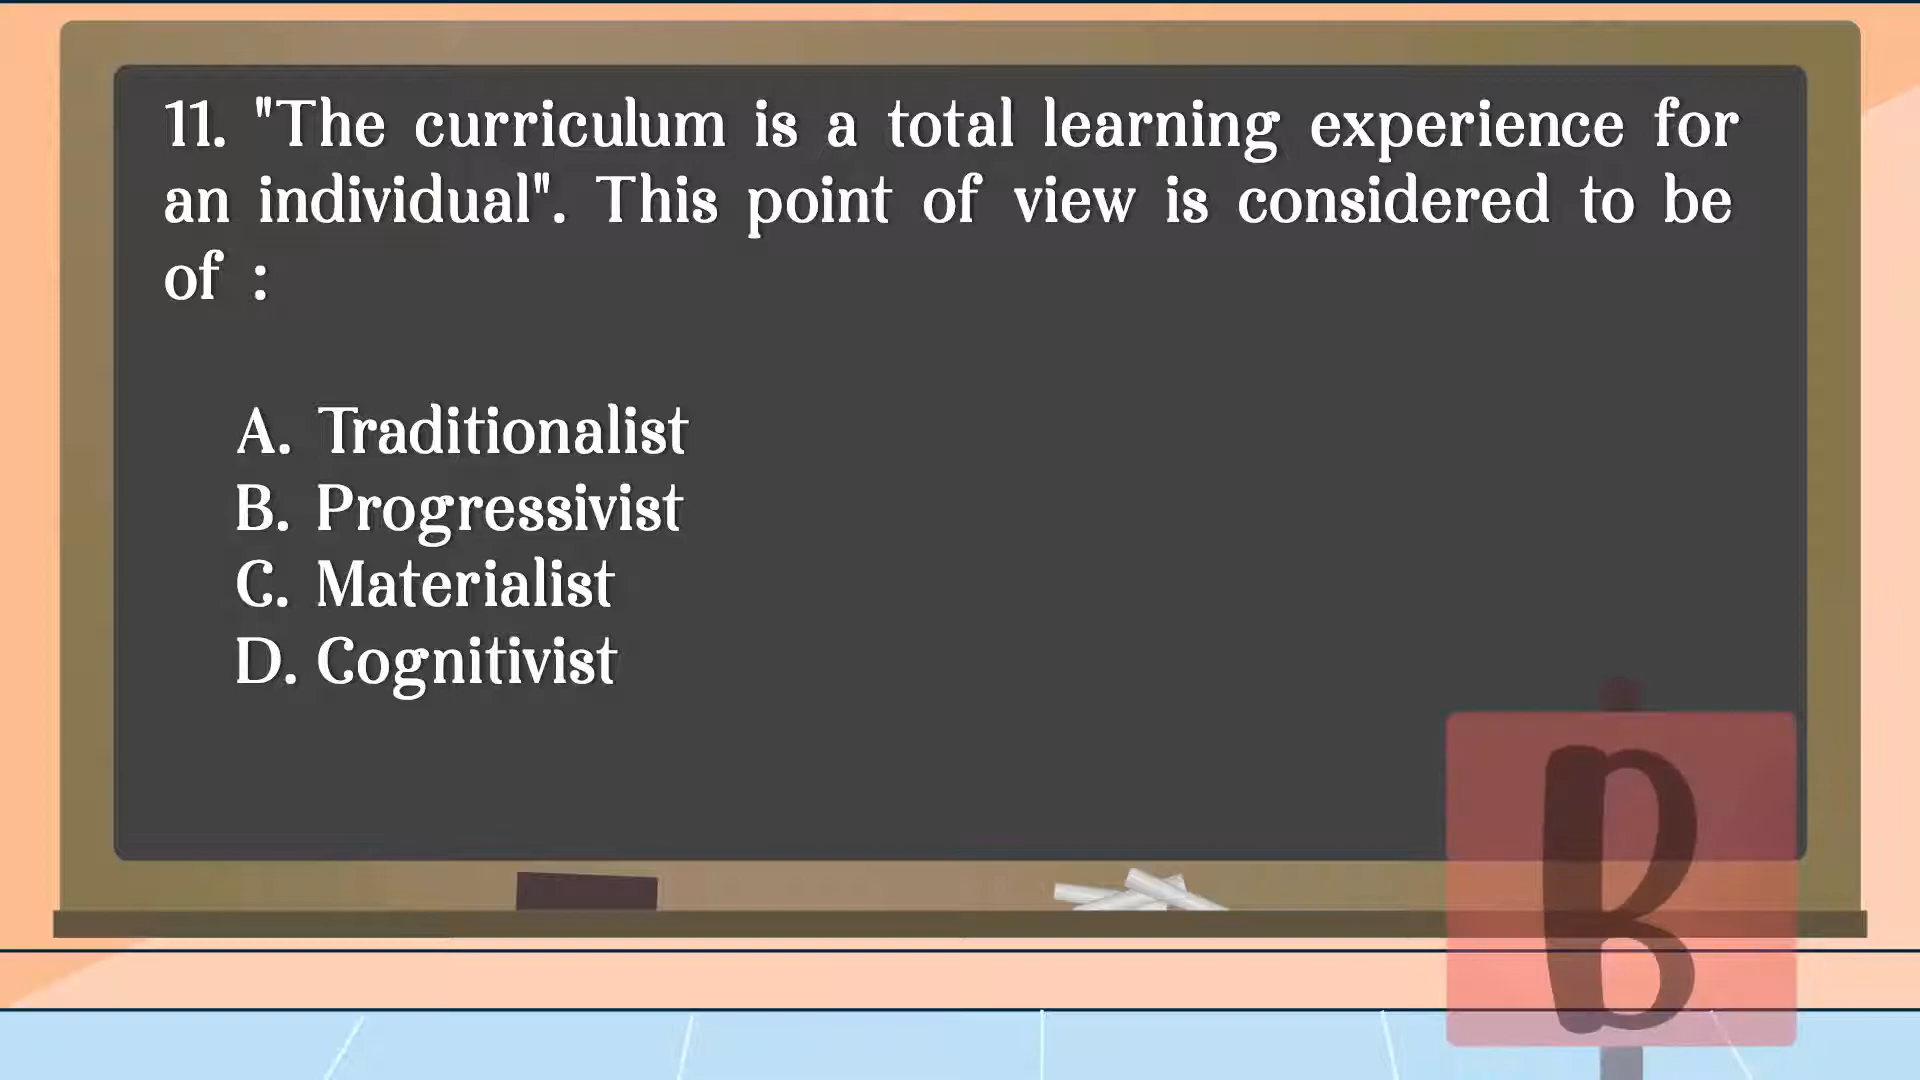 11. "The curriculum is a total learning experience for
an individual". This point of view is considered to be
of :
A. Traditionalist
B. Progressivist
C. Materialist
D. Cognitivist
B